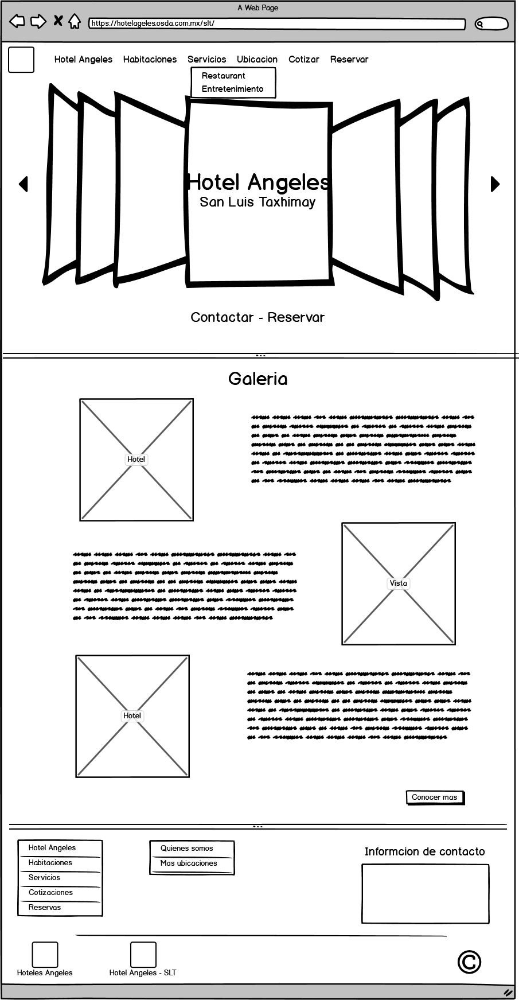 A Web Page
https://hotelageles.osda.com.mx/slt/
Hotel Angeles Habitaciones Servicios Ubicacion Cotizar Reservar
Restaurant
Entretenimiento
Hotel Angeles
San Luis Taxhimay
Contactar - Reservar
Galeria
Hotel
Vista
Hotel
Conocer mas
Hotel Angeles
Habitaciones
Servicios
Cotizaciones
Reservas
Quienes somos
Mas ubicaciones
Informcion de contacto
Hoteles Angeles
Hotel Angeles - SLT
©